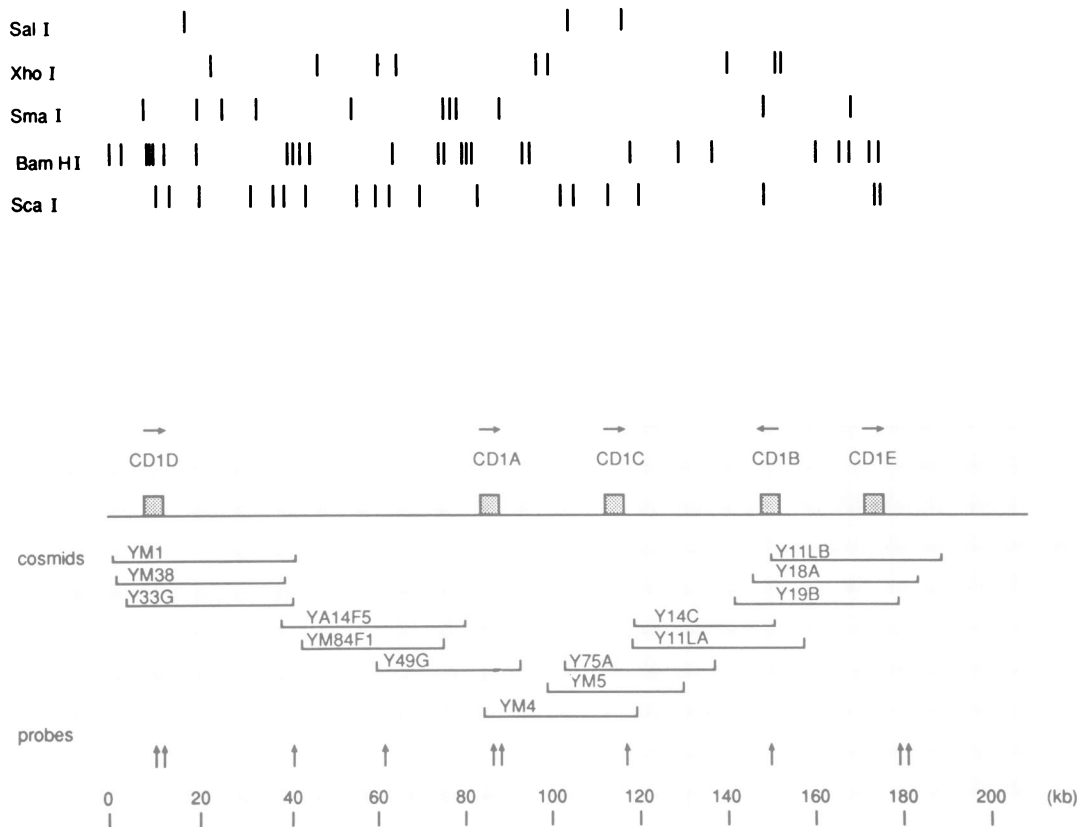 Sal I
Xho I
Sma I
Bam H I
Sca I
CD1D CD1A CD1C CD1B CD1E
cosmids
YM1 Y11LB
YM38 Y18A
Y33G Y19B
YA14F5 Y14C
YM84F1 Y11LA
Y49G Y75A
YM5
YM4
probes
0 20 40 60 80 100 120 140 160 180 200 (kb)